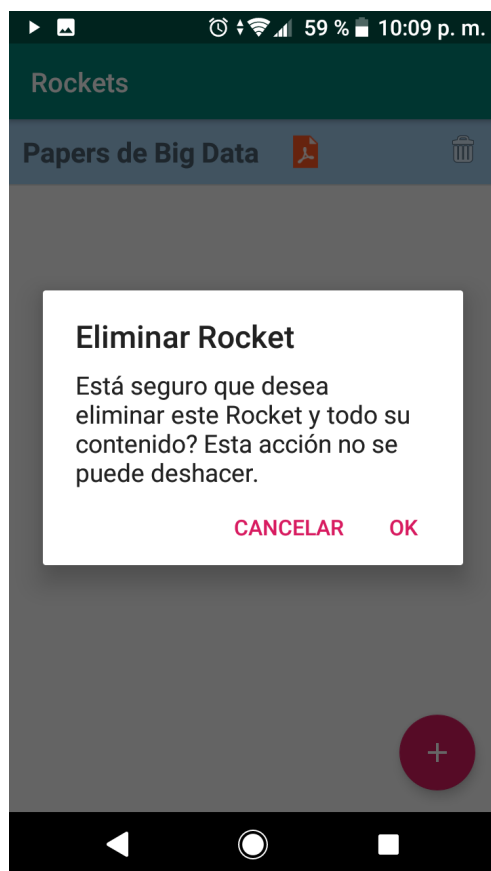 59 % 10:09 p. m.
Rockets
Papers de Big Data
Eliminar Rocket
Está seguro que desea
eliminar este Rocket y todo su
contenido? Esta acción no se
puede deshacer.
CANCELAR OK
+